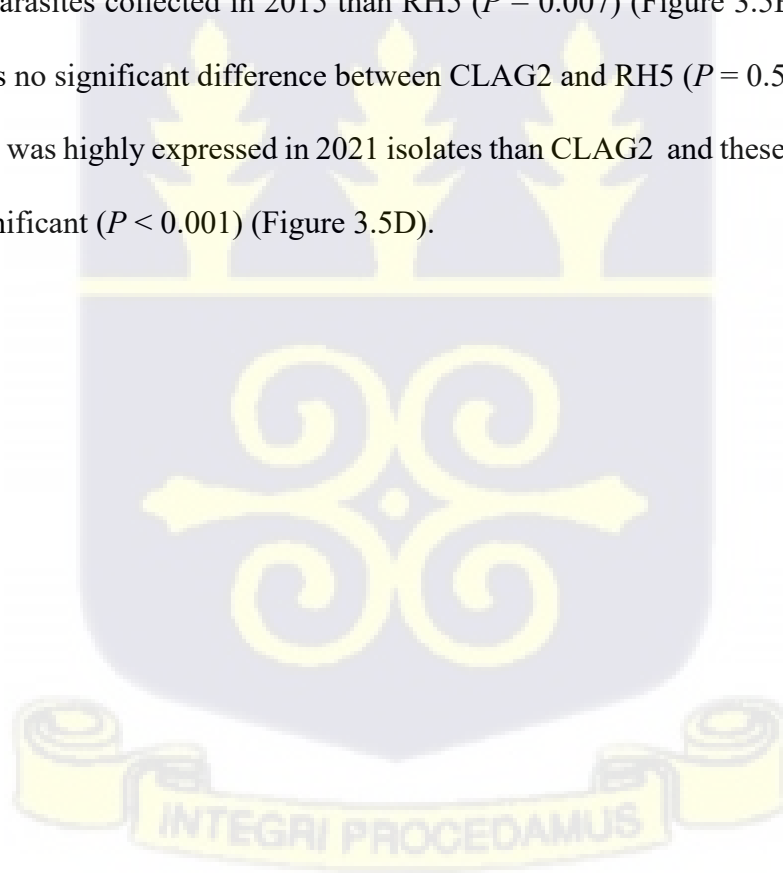 arasites collected in 2015 than RH5 (P = 0.007) (Figure 3.5
s no significant difference between CLAG2 and RH5 (P = 0.5
was highly expressed in 2021 isolates than CLAG2 and these
nificant (P < 0.001) (Figure 3.5D).
INTEGRI PROCEDAMUS